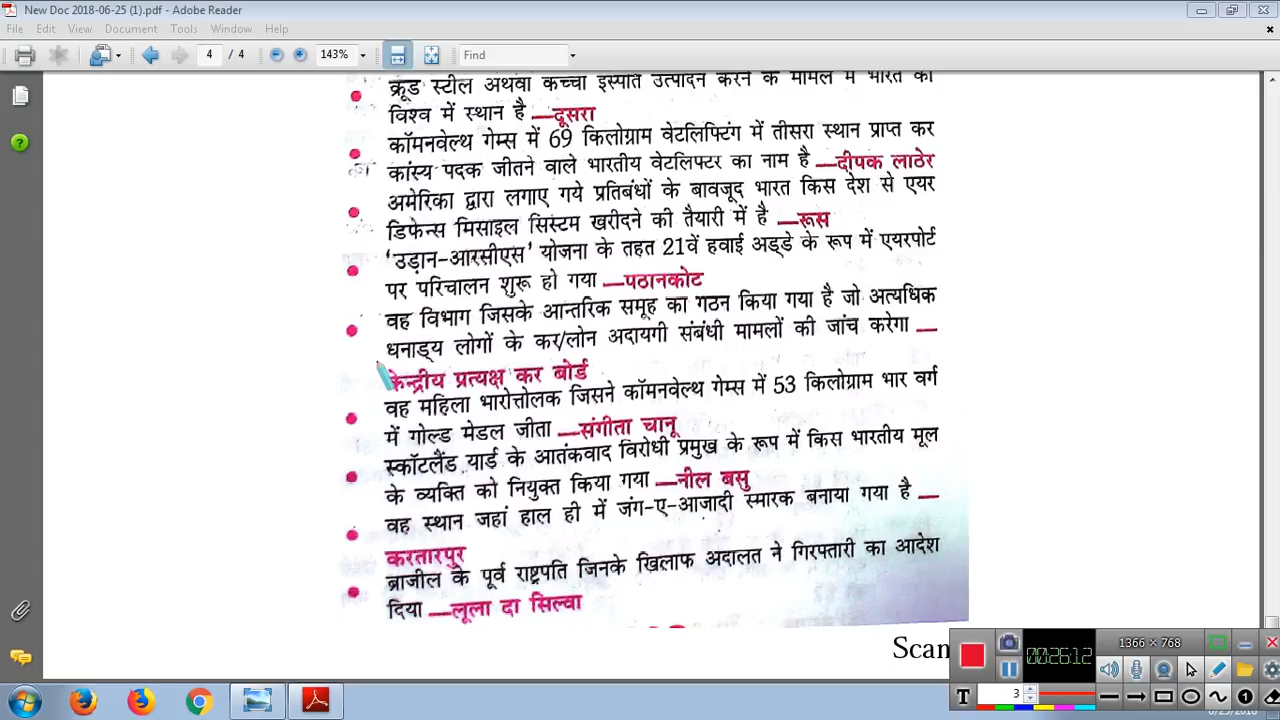 New Doc 2018-06-25 (1).pdf - Adobe Reader
File Edit View Document Tools Window Help
4 / 4 143% Find
क्रूड स्टील अथवा कच्चा इस्पात उत्पादन करने के मामले में भारत का
विश्व में स्थान है —दूसरा
कॉमनवेल्थ गेम्स में 69 किलोग्राम वेटलिफ्टिंग में तीसरा स्थान प्राप्त कर
कांस्य पदक जीतने वाले भारतीय वेटलिफ्टर का नाम है —दीपक लाठेर
अमेरिका द्वारा लगाए गये प्रतिबंधों के बावजूद भारत किस देश से एयर
डिफेन्स मिसाइल सिस्टम खरीदने की तैयारी में है —रूस
‘उड़ान-आरसीएस’ योजना के तहत 21वें हवाई अड्डे के रूप में एयरपोर्ट
पर परिचालन शुरू हो गया —पठानकोट
वह विभाग जिसके आन्तरिक समूह का गठन किया गया है जो अत्यधिक
धनाड्य लोगों के कर/लोन अदायगी संबंधी मामलों की जांच करेगा —
केन्द्रीय प्रत्यक्ष कर बोर्ड
वह महिला भारोत्तोलक जिसने कॉमनवेल्थ गेम्स में 53 किलोग्राम भार वर्ग
में गोल्ड मेडल जीता —संगीता चानू
स्कॉटलैंड यार्ड के आतंकवाद विरोधी प्रमुख के रूप में किस भारतीय मूल
के व्यक्ति को नियुक्त किया गया —नील बसु
वह स्थान जहां हाल ही में जंग-ए-आजादी स्मारक बनाया गया है —
करतारपुर
ब्राजील के पूर्व राष्ट्रपति जिनके खिलाफ अदालत ने गिरफ्तारी का आदेश
दिया —लूला दा सिल्वा
Scan
00:26:12
1366 × 768
T 3